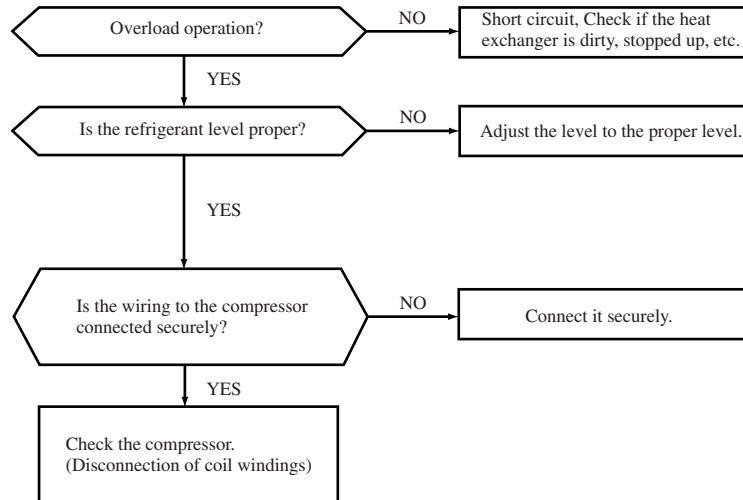 Overload operation?
NO
Short circuit, Check if the heat
exchanger is dirty, stopped up, etc.
YES
Is the refrigerant level proper?
NO
Adjust the level to the proper level.
YES
Is the wiring to the compressor
connected securely?
NO
Connect it securely.
YES
Check the compressor.
(Disconnection of coil windings)